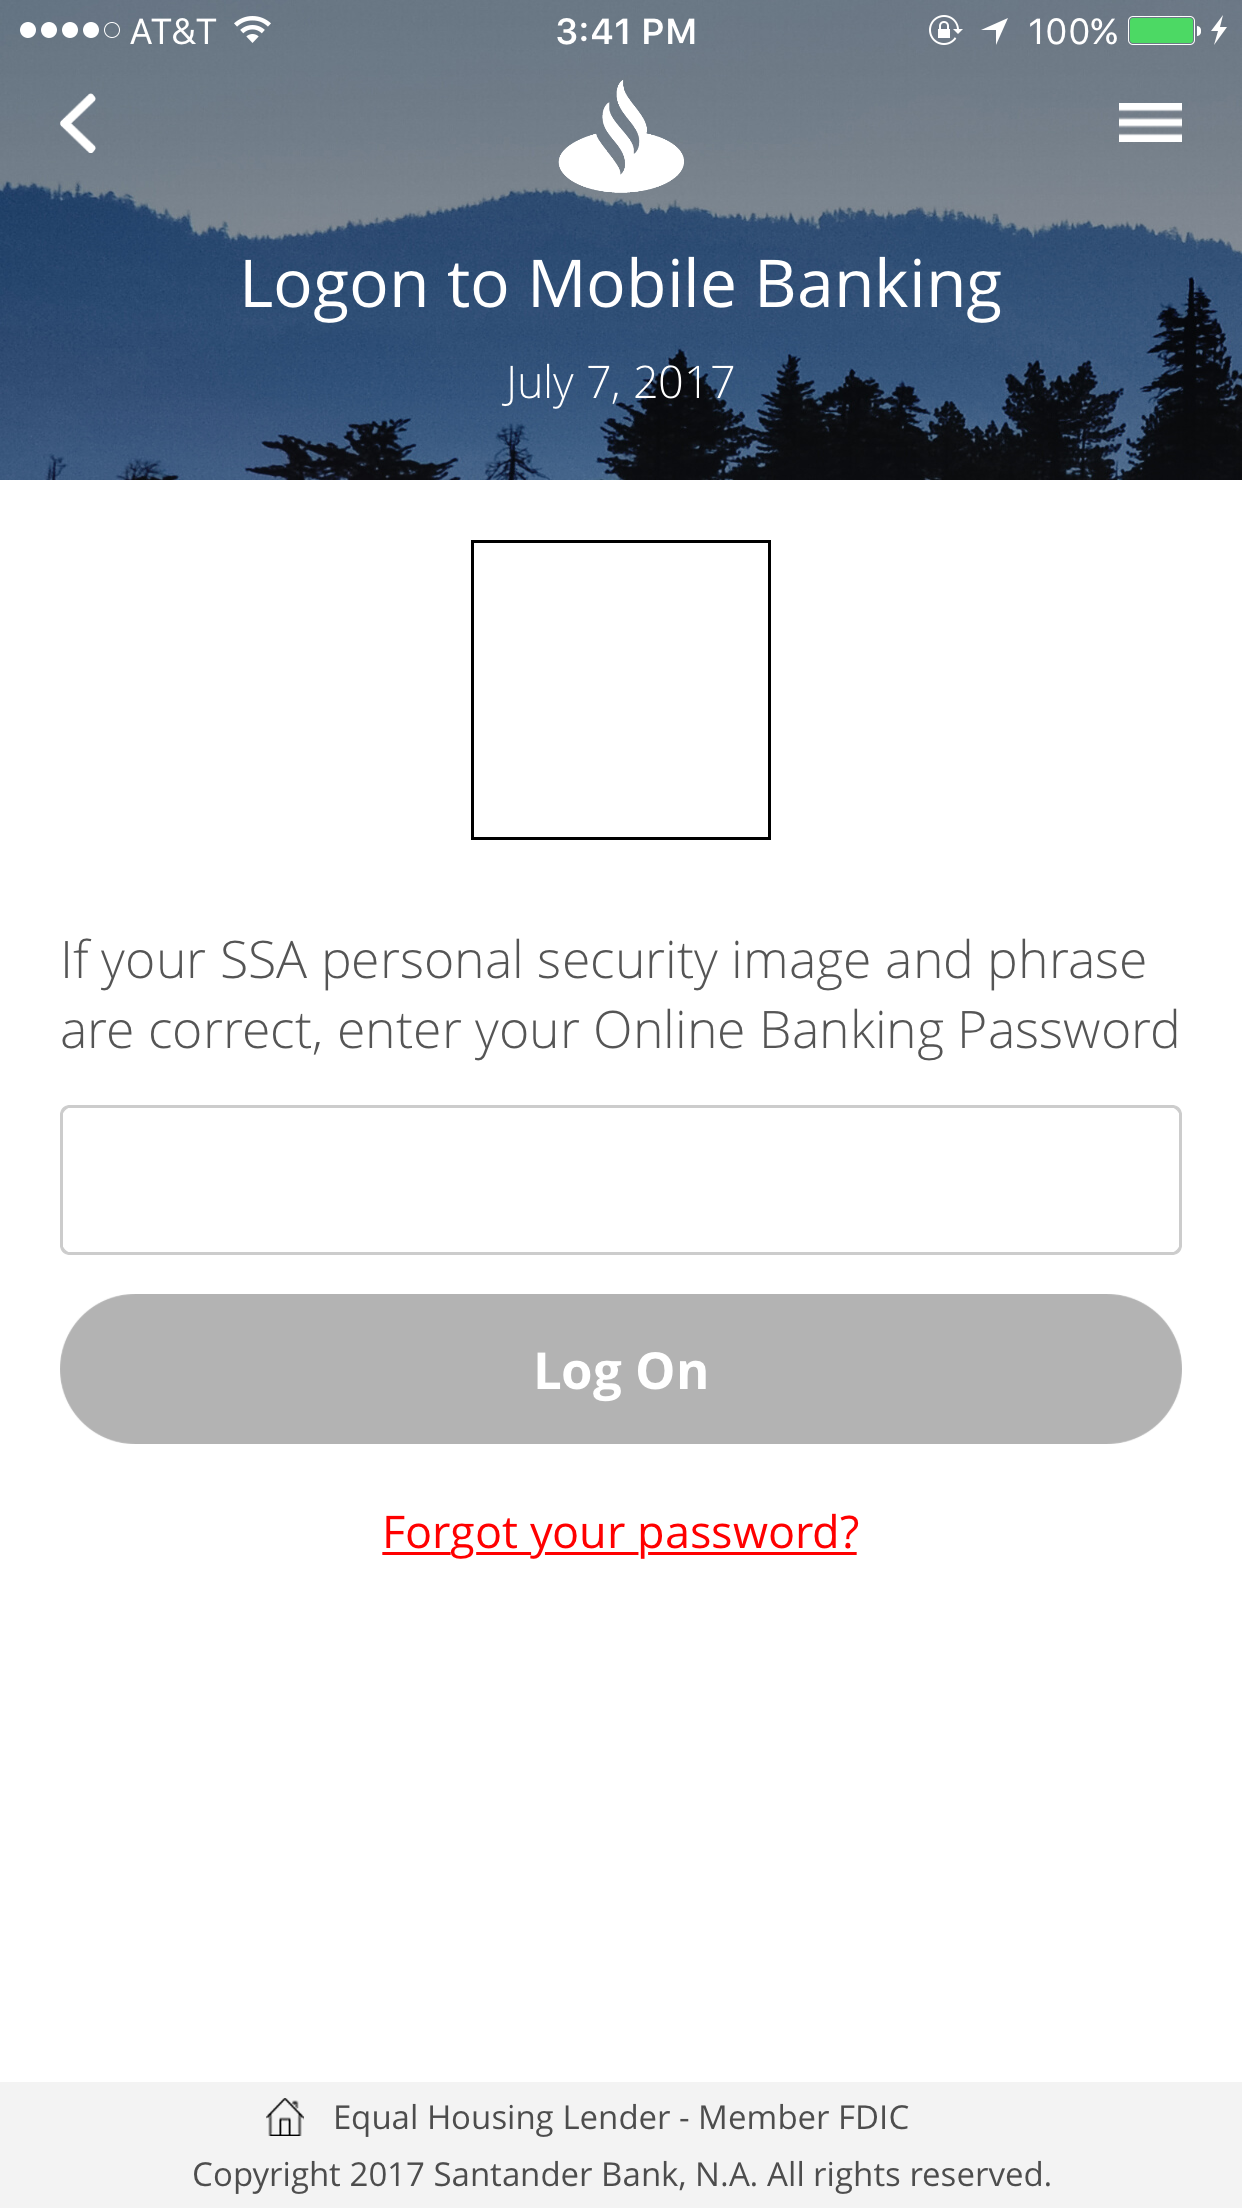 AT&T 3:41 PM 100%
Logon to Mobile Banking
July 7, 2017
If your SSA personal security image and phrase
are correct, enter your Online Banking Password
Log On
Forgot your password?
Equal Housing Lender - Member FDIC
Copyright 2017 Santander Bank, N.A. All rights reserved.